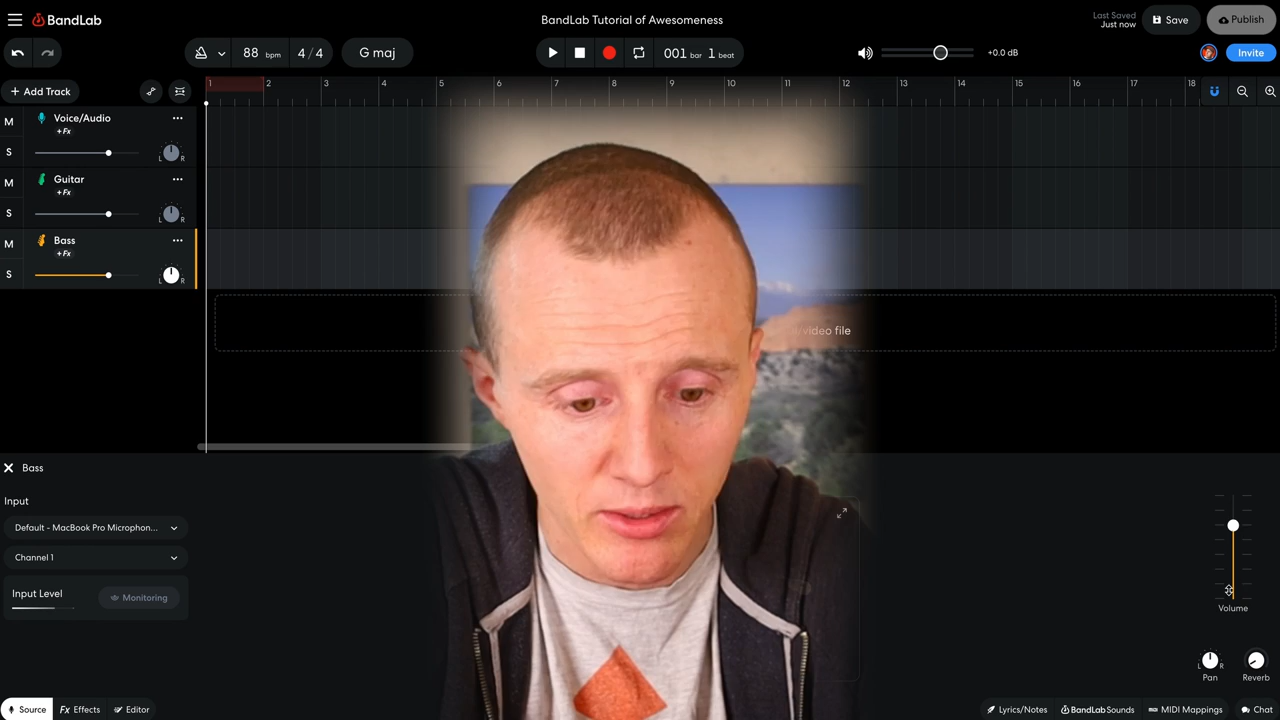 BandLab
BandLab Tutorial of Awesomeness
Last Saved
Just now
Save
Publish
88 bpm
4/4
G maj
001 bar 1 beat
+0.0 dB
Invite
+ Add Track
1 2 3 4 5 6 7 8 9 10 11 12 13 14 15 16 17 18
M Voice/Audio
+Fx
S L R
M Guitar
+Fx
S L R
M Bass
+Fx
S L R
/video file
Bass
Input
Default - MacBook Pro Microphon...
Channel 1
Input Level
Monitoring
Volume
L R
Pan
Reverb
Source
Fx Effects
Editor
Lyrics/Notes
BandLab Sounds
MIDI Mappings
Chat